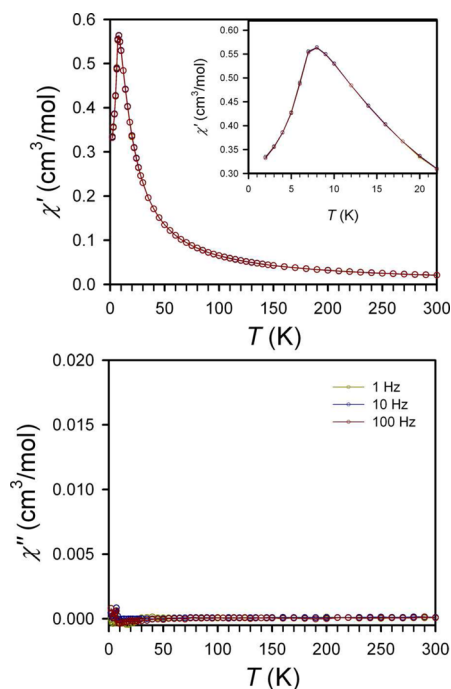 0.6
0.5
0.4
0.3
0.2
0.1
0.0
χ' (cm³/mol)
0 50 100 150 200 250 300
T (K)
0.60
0.55
0.50
0.45
0.40
0.35
0.30
χ' (cm³/mol)
0 5 10 15 20
T (K)
0.020
0.015
0.010
0.005
0.000
χ'' (cm³/mol)
1 Hz
10 Hz
100 Hz
0 50 100 150 200 250 300
T (K)